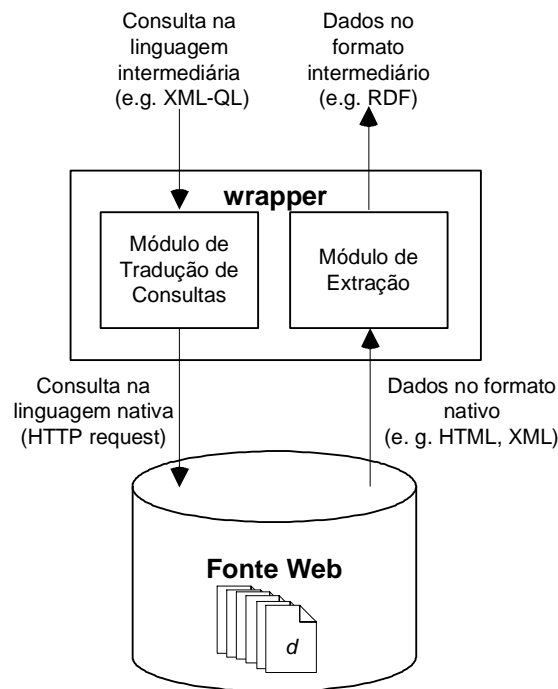 Consulta na
linguagem
intermediária
(e.g. XML-QL)
Dados no
formato
intermediário
(e.g. RDF)
wrapper
Módulo de
Tradução de
Consultas
Módulo de
Extração
Consulta na
linguagem nativa
(HTTP request)
Dados no formato
nativo
(e. g. HTML, XML)
Fonte Web
d